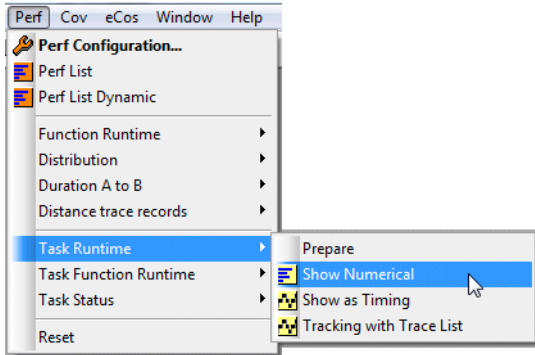 Perf Cov eCos Window Help
Perf Configuration...
Perf List
Perf List Dynamic
Function Runtime
Distribution
Duration A to B
Distance trace records
Task Runtime
Task Function Runtime
Task Status
Reset
Prepare
Show Numerical
Show as Timing
Tracking with Trace List